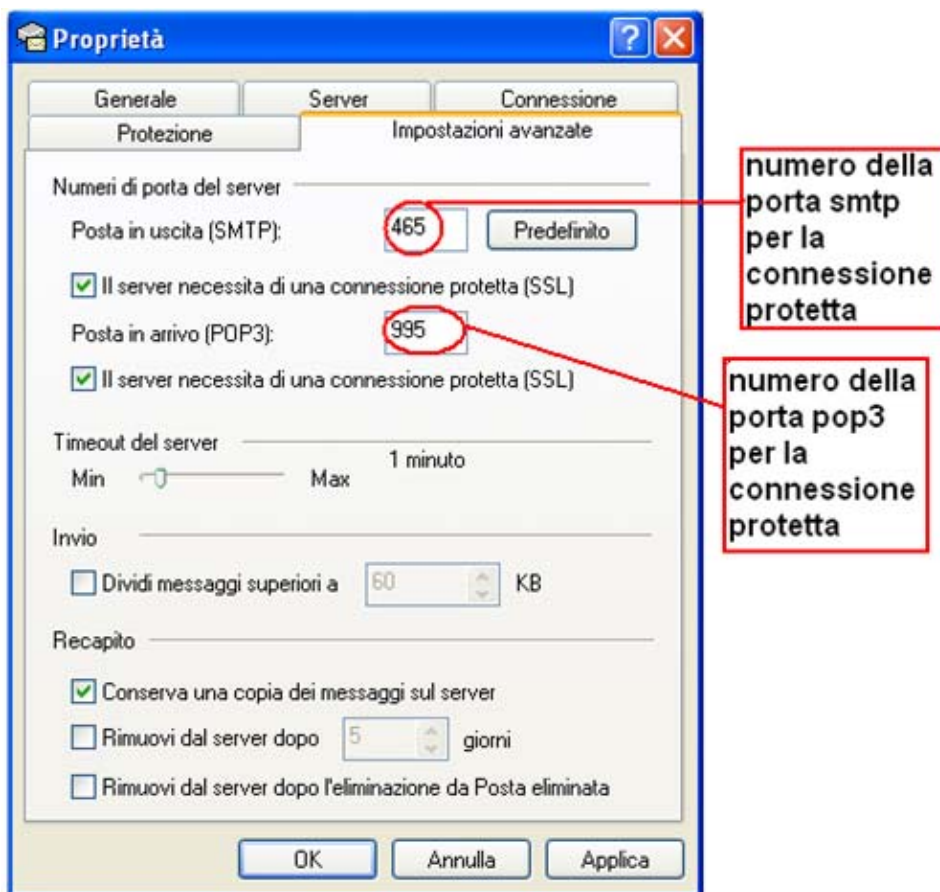 Proprietà
Generale
Server
Connessione
Protezione
Impostazioni avanzate
Numeri di porta del server
Posta in uscita (SMTP):
465
Predefinito
Il server necessita di una connessione protetta (SSL)
Posta in arrivo (POP3):
995
Il server necessita di una connessione protetta (SSL)
Timeout del server
Min
Max
1 minuto
Invio
Dividi messaggi superiori a
60
KB
Recapito
Conserva una copia dei messaggi sul server
Rimuovi dal server dopo
5
giorni
Rimuovi dal server dopo l'eliminazione da Posta eliminata
OK
Annulla
Applica
numero della
porta smtp
per la
connessione
protetta
numero della
porta pop3
per la
connessione
protetta